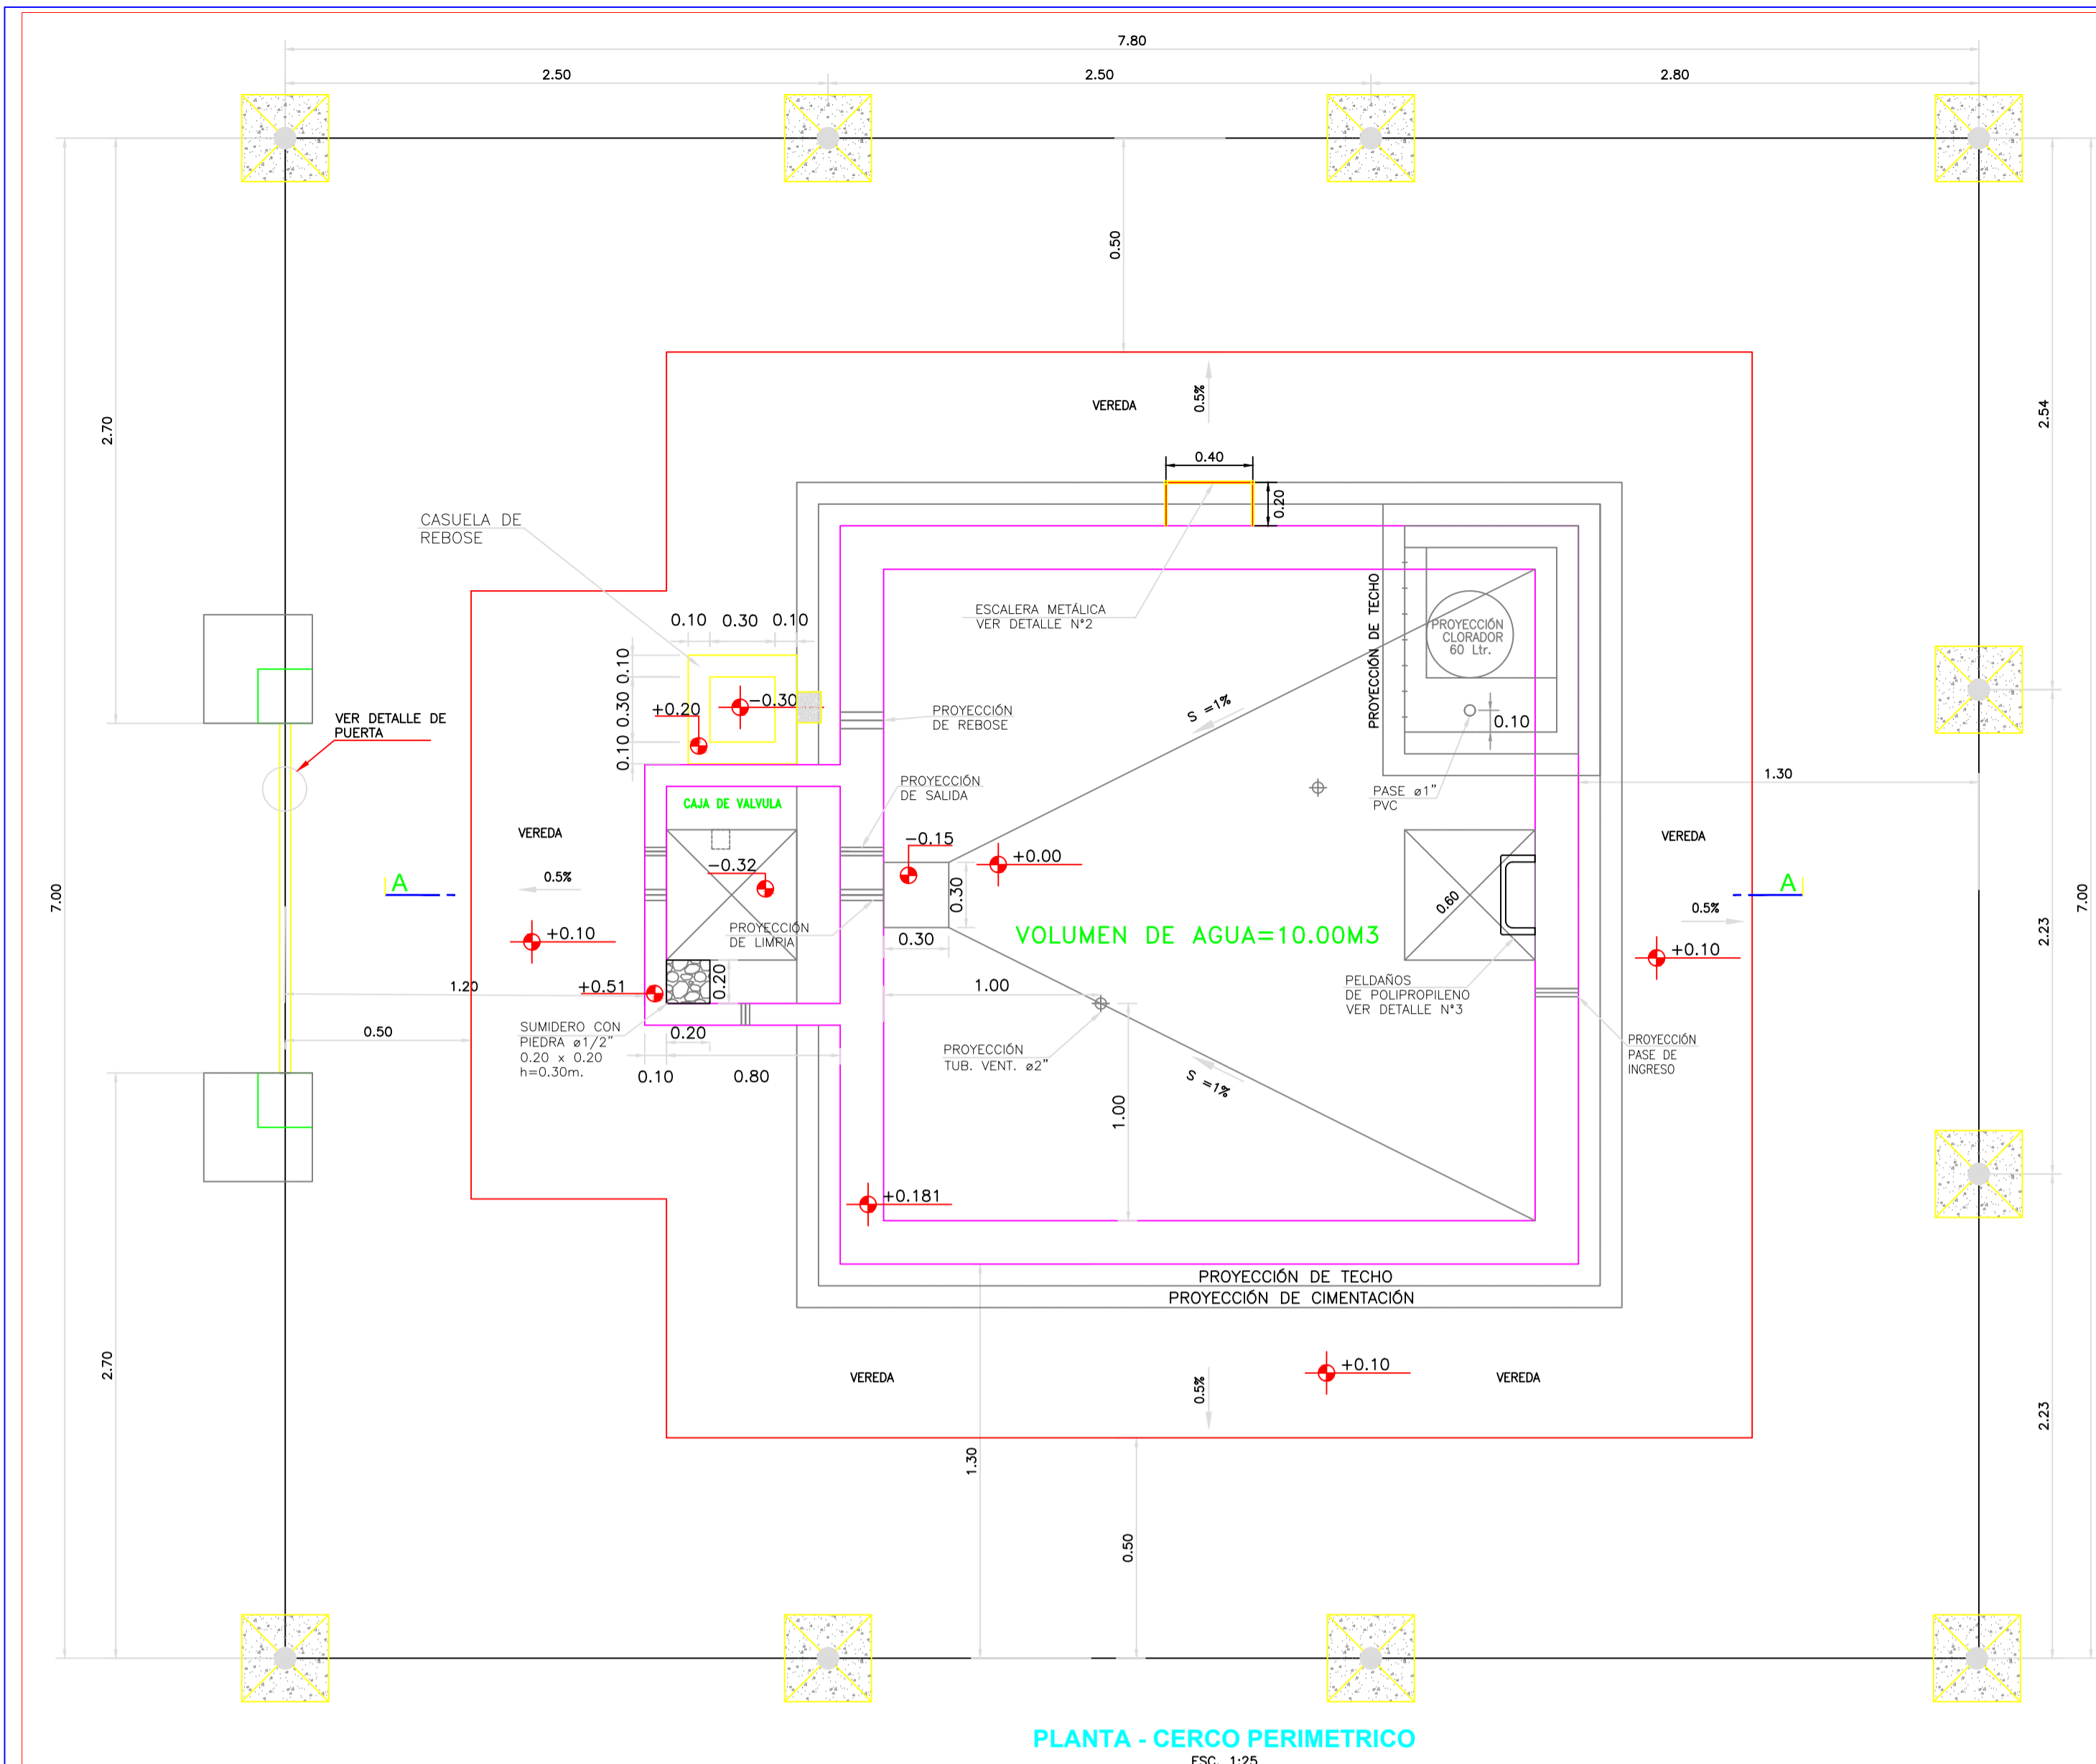 7.80
2.50
2.50
2.80
2.70
0.50
2.54
VEREDA
0.5%
0.40
0.20
CASUELA DE
REBOSE
ESCALERA METÁLICA
VER DETALLE N°2
PROYECCIÓN DE TECHO
PROYECCIÓN
CLORADOR
60 Ltr.
0.10
0.30
0.10
0.10
0.30
0.10
+0.20
-0.30
PROYECCIÓN
DE REBOSE
S =1%
0.10
VER DETALLE DE
PUERTA
PROYECCIÓN
DE SALIDA
PASE ø1"
PVC
1.30
CAJA DE VALVULA
VEREDA
VEREDA
-0.15
+0.00
-0.32
0.5%
A
A
7.00
7.00
0.30
0.60
0.5%
+0.10
PROYECCIÓN
DE LIMPIA
0.30
VOLUMEN DE AGUA=10.00M3
2.23
+0.10
1.20
+0.51
0.20
1.00
PELDAÑOS
DE POLIPROPILENO
VER DETALLE N°3
0.50
SUMIDERO CON
PIEDRA ø1/2"
0.20 x 0.20
h=0.30m.
0.20
0.10
0.80
PROYECCIÓN
TUB. VENT. ø2"
PROYECCIÓN
PASE DE
INGRESO
S =1%
1.00
+0.181
PROYECCIÓN DE TECHO
PROYECCIÓN DE CIMENTACIÓN
2.70
VEREDA
0.5%
+0.10
VEREDA
2.23
1.30
0.50
PLANTA - CERCO PERIMETRICO
ESC. 1:25